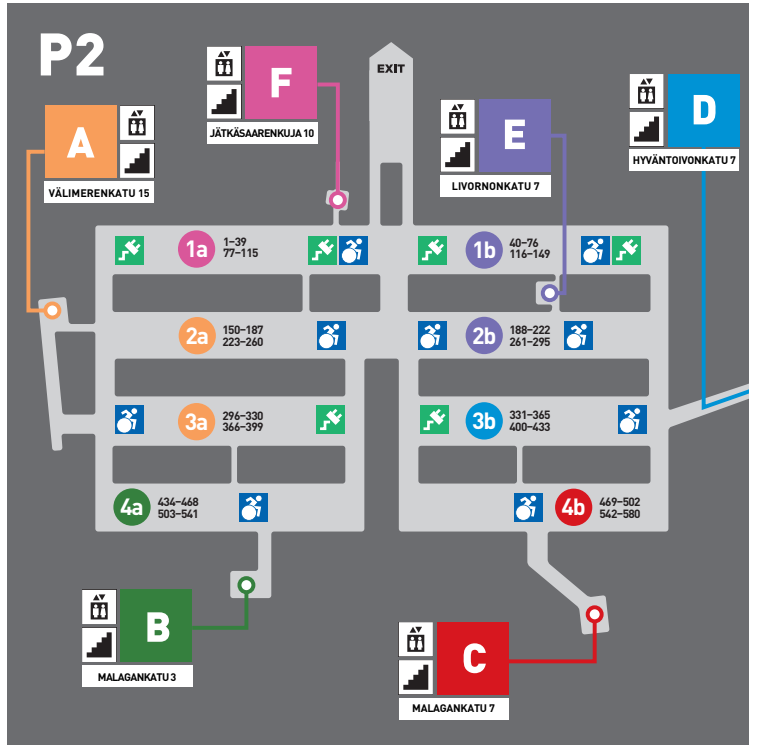 P2
EXIT
F
JÄTKÄSAARENKUJA 10
A
VÄLIMERENKATU 15
E
LIVORNONKATU 7
D
HYVÄNTOIVONKATU 7
1a
1–39
77–115
1b
40–76
116–149
2a
150–187
223–260
2b
188–222
261–295
3a
296–330
366–399
3b
331–365
400–433
4a
434–468
503–541
4b
469–502
542–580
B
MALAGANKATU 3
C
MALAGANKATU 7